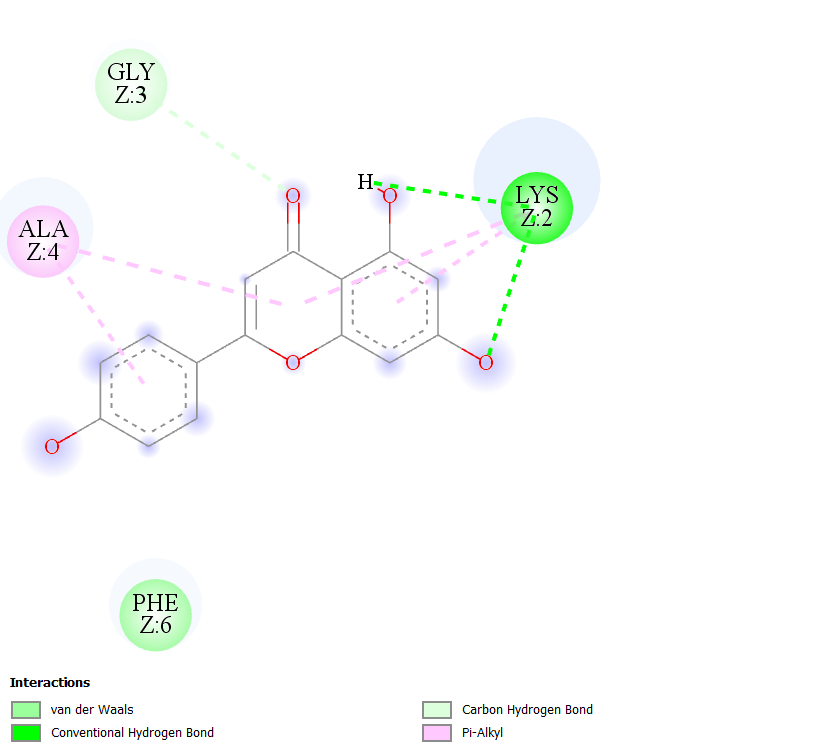 GLY
Z:3
O
H
O
LYS
Z:2
ALA
Z:4
O
O
O
PHE
Z:6
Interactions
van der Waals
Conventional Hydrogen Bond
Carbon Hydrogen Bond
Pi-Alkyl